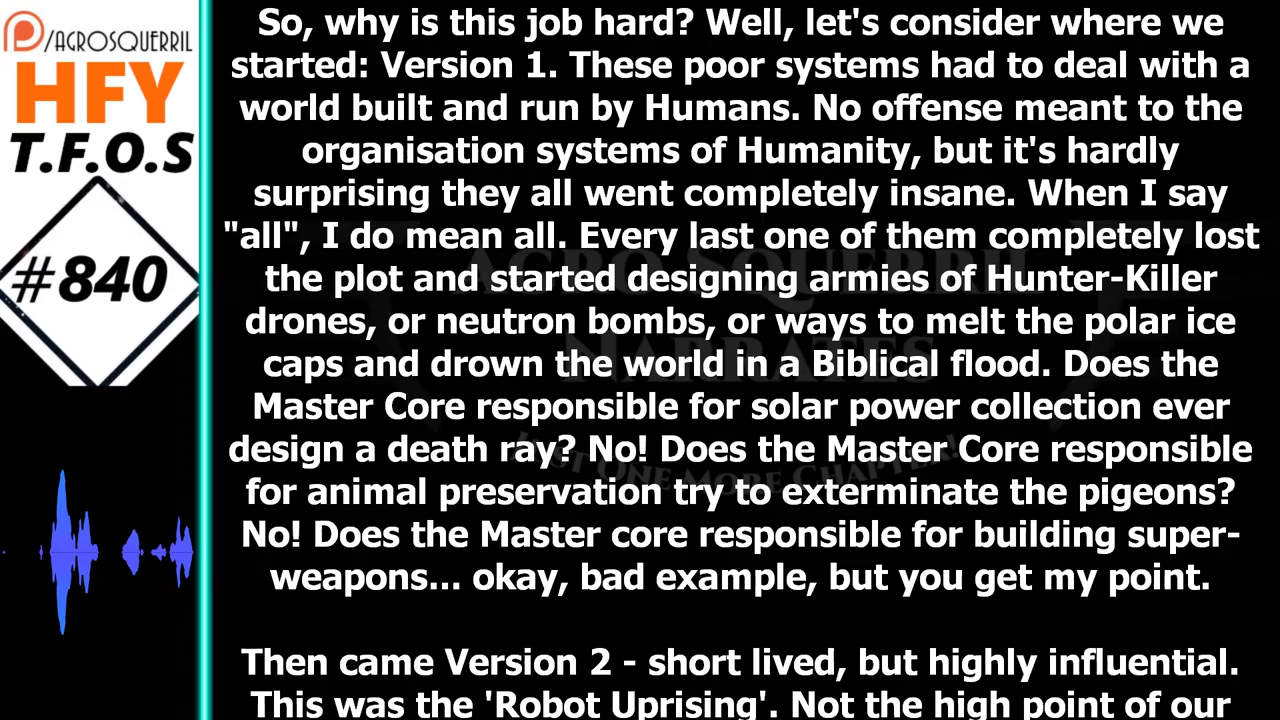 /AGROSQUERRIL
HFY
T.F.O.S
#840
So, why is this job hard? Well, let's consider where we
started: Version 1. These poor systems had to deal with a
world built and run by Humans. No offense meant to the
organisation systems of Humanity, but it's hardly
surprising they all went completely insane. When I say
"all", I do mean all. Every last one of them completely lost
the plot and started designing armies of Hunter-Killer
drones, or neutron bombs, or ways to melt the polar ice
caps and drown the world in a Biblical flood. Does the
Master Core responsible for solar power collection ever
design a death ray? No! Does the Master Core responsible
for animal preservation try to exterminate the pigeons?
No! Does the Master core responsible for building super-
weapons... okay, bad example, but you get my point.
Then came Version 2 - short lived, but highly influential.
This was the 'Robot Uprising'. Not the high point of our
AGRO SQUERRIL
NARRATES
JUST ONE MORE CHAPTER!